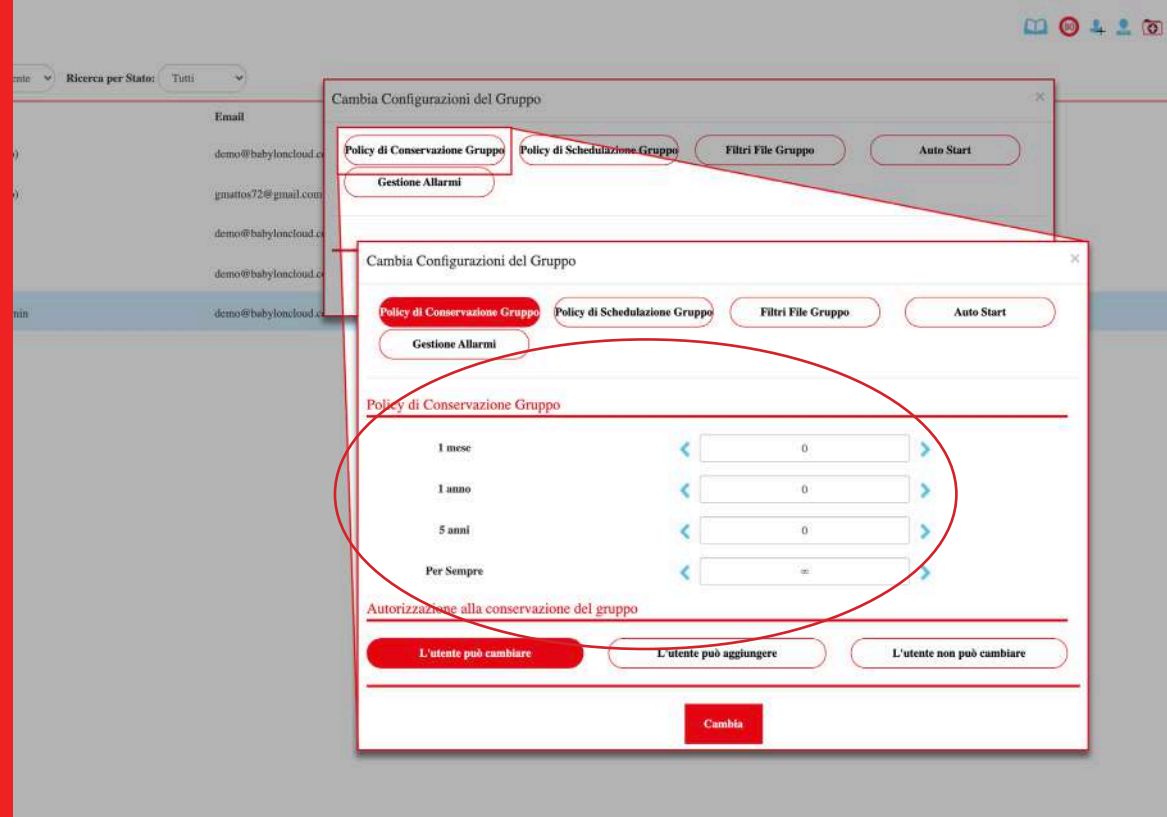 80
ente Ricerca per Stato: Tutti
Email
demo@babyloncloud.c
gmattos72@gmail.com
demo@babyloncloud.c
demo@babyloncloud.c
min demo@babyloncloud.c
Cambia Configurazioni del Gruppo ×
Policy di Conservazione Gruppo Policy di Schedulazione Gruppo Filtri File Gruppo Auto Start
Gestione Allarmi
Cambia Configurazioni del Gruppo ×
Policy di Conservazione Gruppo Policy di Schedulazione Gruppo Filtri File Gruppo Auto Start
Gestione Allarmi
Policy di Conservazione Gruppo
1 mese 0
1 anno 0
5 anni 0
Per Sempre ∞
Autorizzazione alla conservazione del gruppo
L'utente può cambiare L'utente può aggiungere L'utente non può cambiare
Cambia